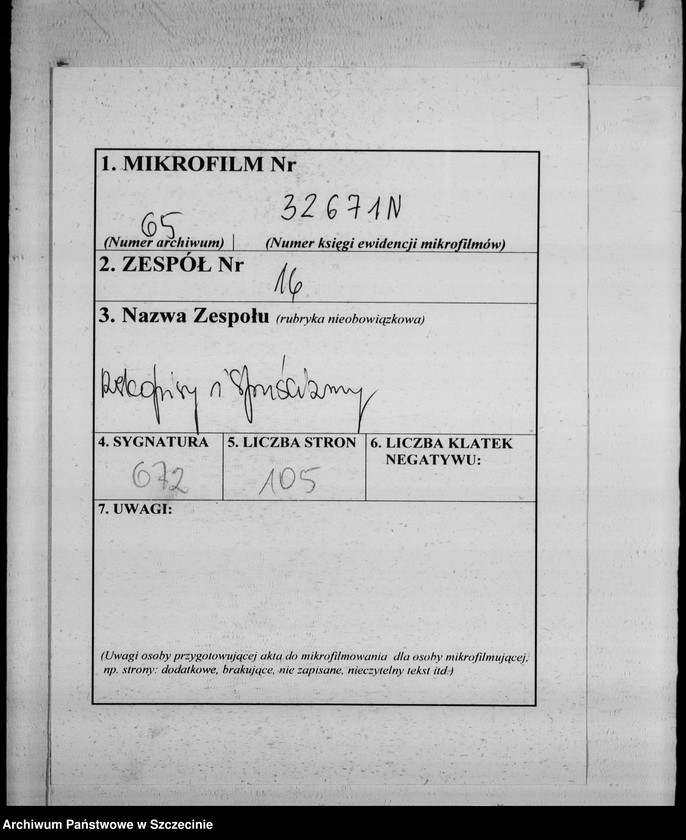 1. MIKROFILM Nr
65 32671N
(Numer archiwum) | (Numer księgi ewidencji mikrofilmów)
2. ZESPÓŁ Nr
16
3. Nazwa Zespołu (rubryka nieobowiązkowa)
Rękopisy i Spuścizny
4. SYGNATURA 5. LICZBA STRON 6. LICZBA KLATEK
NEGATYWU:
672 105
7. UWAGI:
(Uwagi osoby przygotowującej akta do mikrofilmowania dla osoby mikrofilmującej,
np. strony: dodatkowe, brakujące, nie zapisane, nieczytelny tekst itd.)
Archiwum Państwowe w Szczecinie